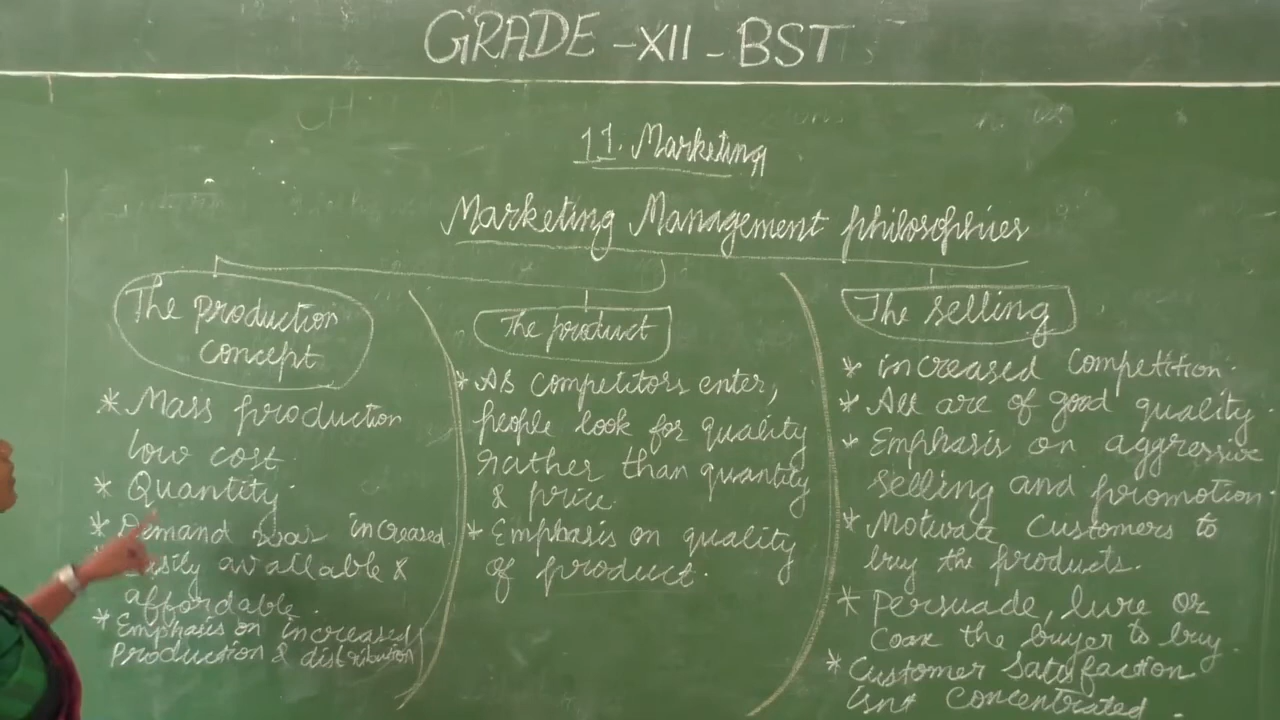 GRADE - XII - BST
11. Marketing
Marketing Management philosophies
The production
concept
* Mass production
low cost.
* Quantity.
* Demand was increased
* Easily available &
affordable.
* Emphasis on increased
production & distribution
The product
* As competitors enter,
people look for quality
rather than quantity
& price.
* Emphasis on quality
of product.
The selling
* increased competition.
* All are of good quality.
* Emphasis on aggressive
selling and promotion.
* Motivate customers to
buy the products.
* persuade, lure or
coax the buyer to buy.
* Customer satisfaction
isnt concentrated.